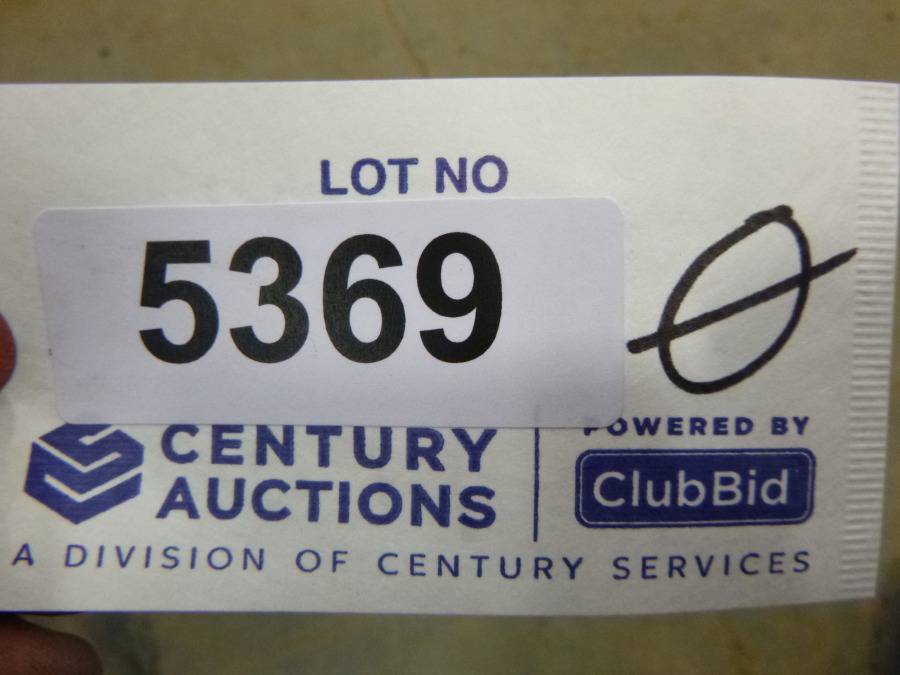 LOT NO
5369 Ø
CENTURY
AUCTIONS
POWERED BY
ClubBid
A DIVISION OF CENTURY SERVICES